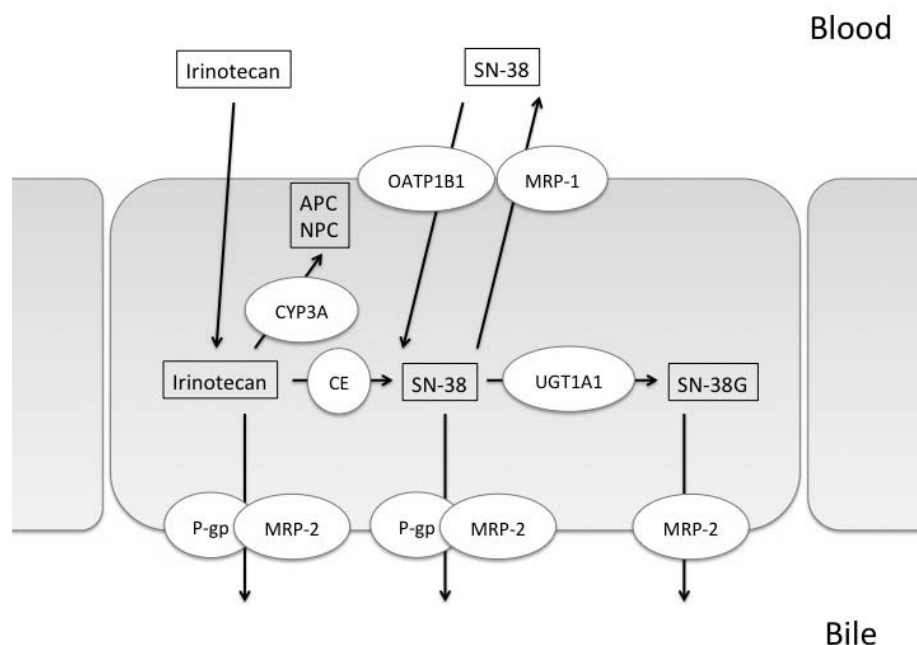 Blood
Irinotecan
SN-38
OATP1B1
MRP-1
APC
NPC
CYP3A
Irinotecan
CE
SN-38
UGT1A1
SN-38G
P-gp
MRP-2
P-gp
MRP-2
MRP-2
Bile